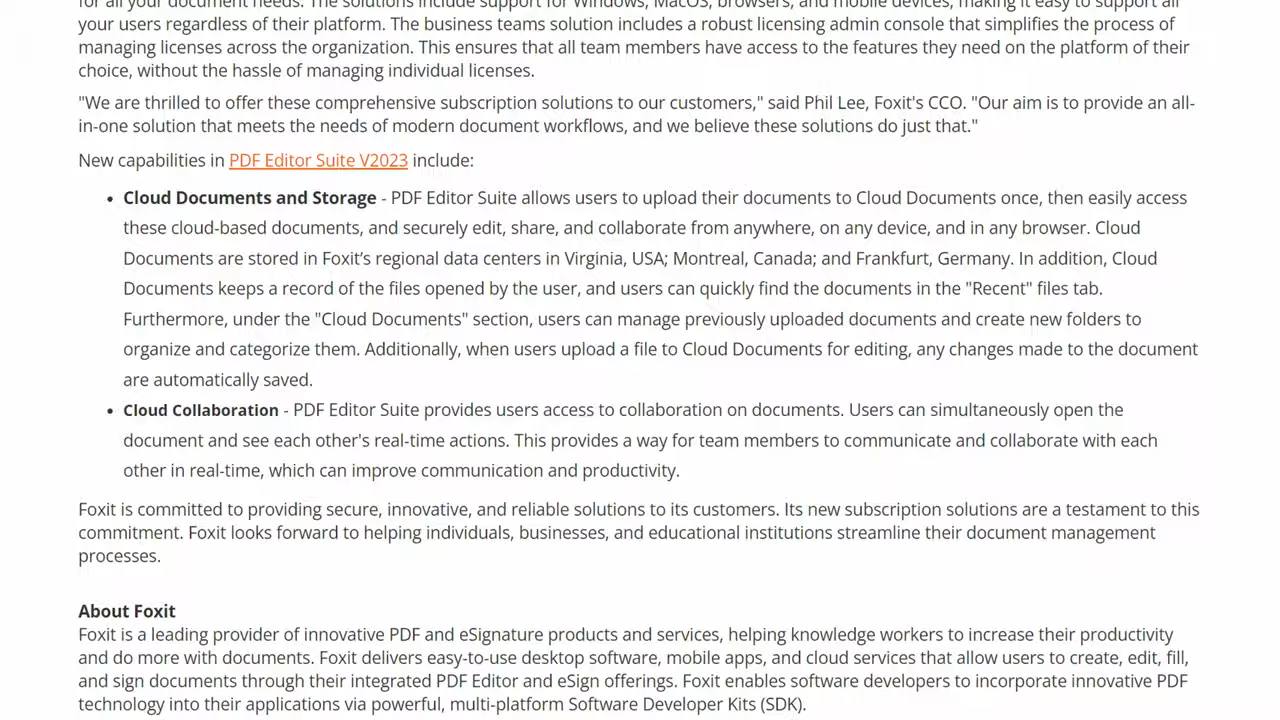 for all your document needs. The solutions include support for Windows, MacOS, browsers, and mobile devices, making it easy to support all
your users regardless of their platform. The business teams solution includes a robust licensing admin console that simplifies the process of
managing licenses across the organization. This ensures that all team members have access to the features they need on the platform of their
choice, without the hassle of managing individual licenses.
"We are thrilled to offer these comprehensive subscription solutions to our customers," said Phil Lee, Foxit's CCO. "Our aim is to provide an all-
in-one solution that meets the needs of modern document workflows, and we believe these solutions do just that."
New capabilities in PDF Editor Suite V2023 include:
• Cloud Documents and Storage - PDF Editor Suite allows users to upload their documents to Cloud Documents once, then easily access
these cloud-based documents, and securely edit, share, and collaborate from anywhere, on any device, and in any browser. Cloud
Documents are stored in Foxit’s regional data centers in Virginia, USA; Montreal, Canada; and Frankfurt, Germany. In addition, Cloud
Documents keeps a record of the files opened by the user, and users can quickly find the documents in the "Recent" files tab.
Furthermore, under the "Cloud Documents" section, users can manage previously uploaded documents and create new folders to
organize and categorize them. Additionally, when users upload a file to Cloud Documents for editing, any changes made to the document
are automatically saved.
• Cloud Collaboration - PDF Editor Suite provides users access to collaboration on documents. Users can simultaneously open the
document and see each other's real-time actions. This provides a way for team members to communicate and collaborate with each
other in real-time, which can improve communication and productivity.
Foxit is committed to providing secure, innovative, and reliable solutions to its customers. Its new subscription solutions are a testament to this
commitment. Foxit looks forward to helping individuals, businesses, and educational institutions streamline their document management
processes.
About Foxit
Foxit is a leading provider of innovative PDF and eSignature products and services, helping knowledge workers to increase their productivity
and do more with documents. Foxit delivers easy-to-use desktop software, mobile apps, and cloud services that allow users to create, edit, fill,
and sign documents through their integrated PDF Editor and eSign offerings. Foxit enables software developers to incorporate innovative PDF
technology into their applications via powerful, multi-platform Software Developer Kits (SDK).